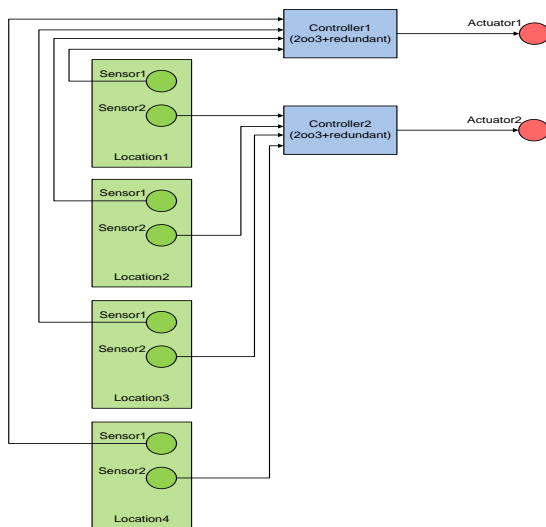 Controller1
(2oo3+redundant)
Actuator1
Sensor1
Sensor2
Location1
Controller2
(2oo3+redundant)
Actuator2
Sensor1
Sensor2
Location2
Sensor1
Sensor2
Location3
Sensor1
Sensor2
Location4